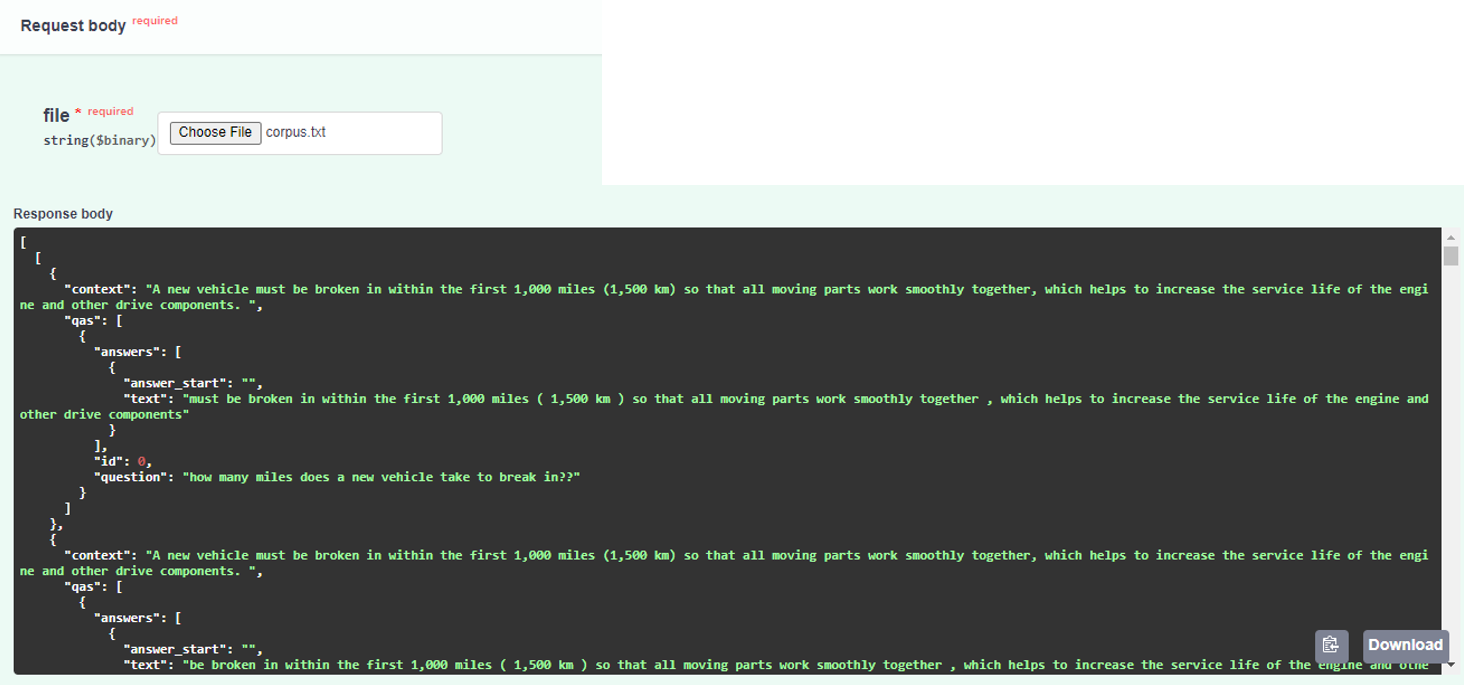 Request body required
file * required
string($binary)
Choose File corpus.txt
Response body
[
  [
    {
      "context": "A new vehicle must be broken in within the first 1,000 miles (1,500 km) so that all moving parts work smoothly together, which helps to increase the service life of the engi
ne and other drive components. ",
      "qas": [
        {
          "answers": [
            {
              "answer_start": "",
              "text": "must be broken in within the first 1,000 miles ( 1,500 km ) so that all moving parts work smoothly together , which helps to increase the service life of the engine and
other drive components"
            }
          ],
          "id": 0,
          "question": "how many miles does a new vehicle take to break in??"
        }
      ]
    },
    {
      "context": "A new vehicle must be broken in within the first 1,000 miles (1,500 km) so that all moving parts work smoothly together, which helps to increase the service life of the engi
ne and other drive components. ",
      "qas": [
        {
          "answers": [
            {
              "answer_start": "",
              "text": "be broken in within the first 1,000 miles ( 1,500 km ) so that all moving parts work smoothly together , which helps to increase the service life of the engine and othe
Download